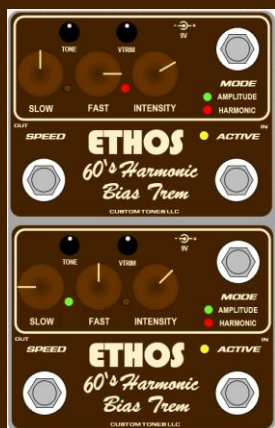 TONE VTRIM 9V
SLOW FAST INTENSITY
MODE
AMPLITUDE
HARMONIC
OUT IN
SPEED ETHOS ACTIVE
60's Harmonic
Bias Trem
CUSTOM TONES LLC
TONE VTRIM 9V
SLOW FAST INTENSITY
MODE
AMPLITUDE
HARMONIC
OUT IN
SPEED ETHOS ACTIVE
60's Harmonic
Bias Trem
CUSTOM TONES LLC